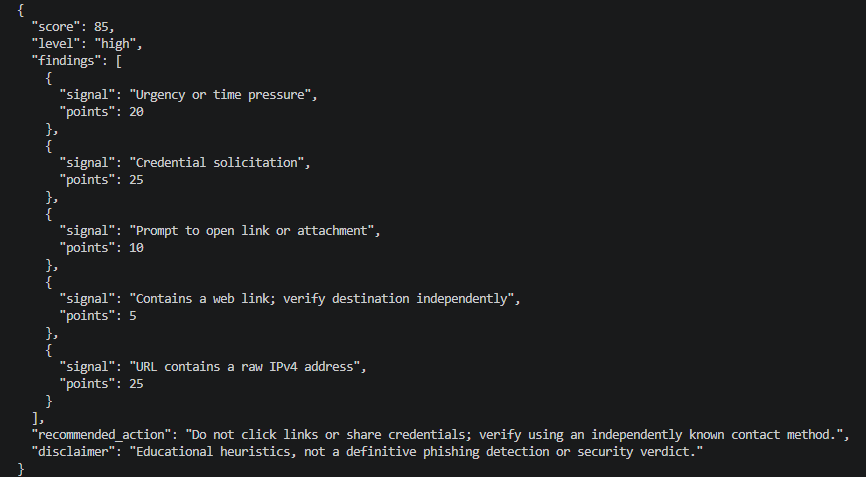 {
  "score": 85,
  "level": "high",
  "findings": [
    {
      "signal": "Urgency or time pressure",
      "points": 20
    },
    {
      "signal": "Credential solicitation",
      "points": 25
    },
    {
      "signal": "Prompt to open link or attachment",
      "points": 10
    },
    {
      "signal": "Contains a web link; verify destination independently",
      "points": 5
    },
    {
      "signal": "URL contains a raw IPv4 address",
      "points": 25
    }
  ],
  "recommended_action": "Do not click links or share credentials; verify using an independently known contact method.",
  "disclaimer": "Educational heuristics, not a definitive phishing detection or security verdict."
}